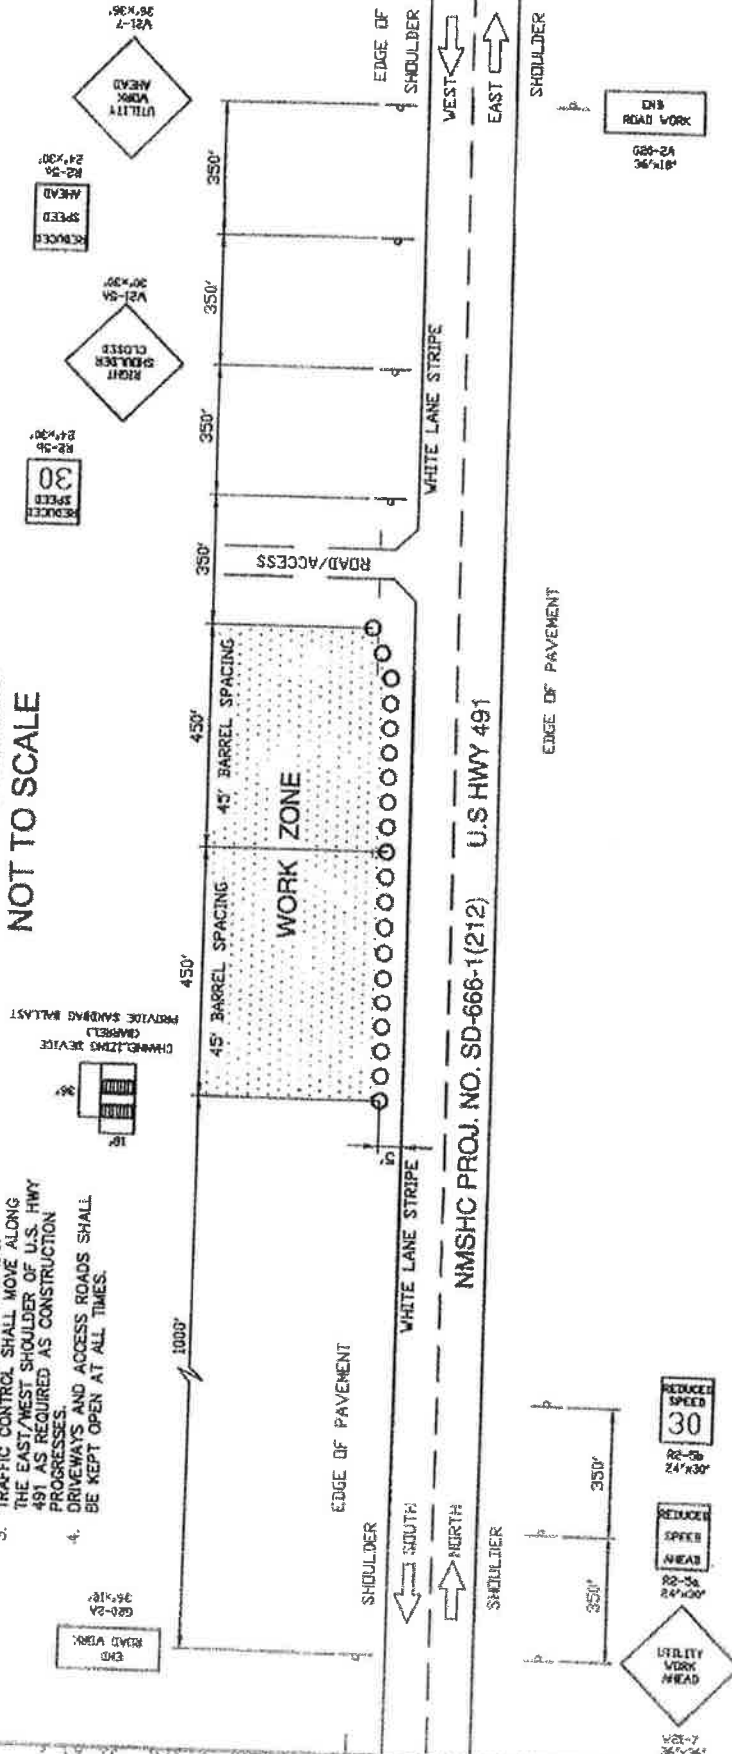 NOT TO SCALE
TRAFFIC CONTROL SHALL MOVE ALONG
THE EAST/WEST SHOULDER OF U.S. HWY
491 AS REQUIRED AS CONSTRUCTION
PROGRESSES.
4. DRIVEWAYS AND ACCESS ROADS SHALL
BE KEPT OPEN AT ALL TIMES.
END
ROAD WORK
G20-2A
36"x18"
CHANNELIZING DEVICE
(BARREL)
PROVIDE SANDBAG BALLAST
36"
18"
REDUCED
SPEED
30
R2-5b
24"x30"
RIGHT
SHOULDER
CLOSED
30"x30"
REDUCED
SPEED
AHEAD
R2-5a
24"x30"
UTILITY
WORK
AHEAD
W21-7
36"x36"
1000'
450'
450'
350'
350'
350'
350'
45' BARREL SPACING
45' BARREL SPACING
WORK ZONE
ROAD/ACCESS
5'
EDGE OF PAVEMENT
EDGE OF
SHOULDER
SHOULDER
WHITE LANE STRIPE
WHITE LANE STRIPE
SOUTH
NORTH
WEST
EAST
NMSHC PROJ. NO. SD-666-1(212) U.S HWY 491
SHOULDER
SHOULDER
EDGE OF PAVEMENT
350'
350'
UTILITY
WORK
AHEAD
W21-7
36"x36"
REDUCED
SPEED
AHEAD
R2-5a
24"x30"
REDUCED
SPEED
30
R2-5b
24"x30"
END
ROAD WORK
G20-2A
36"x18"